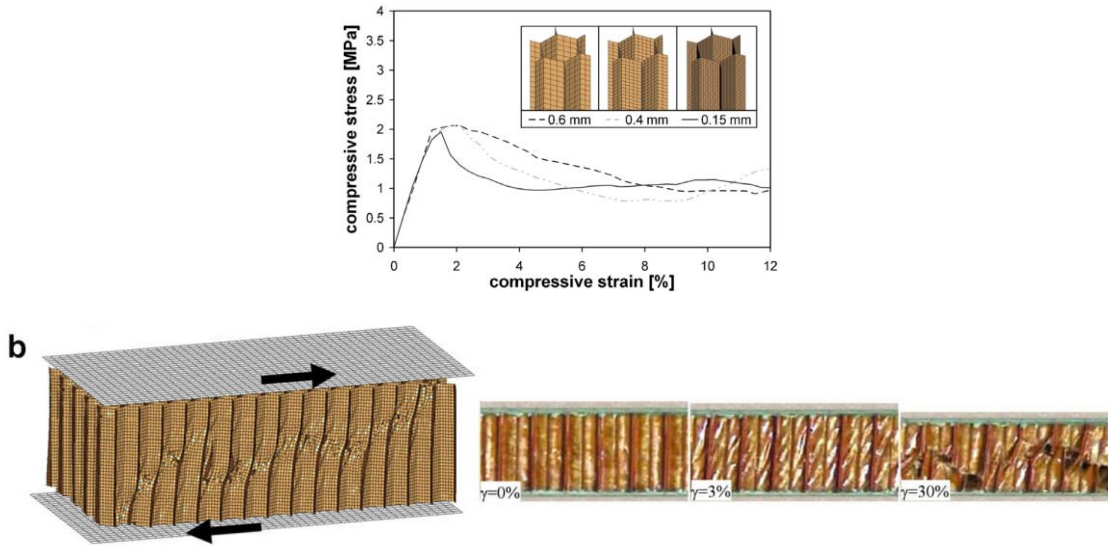 compressive stress [MPa]
4
3.5
3
2.5
2
1.5
1
0.5
0
0.6 mm
0.4 mm
0.15 mm
0 2 4 6 8 10 12
compressive strain [%]
b
γ=0%
γ=3%
γ=30%